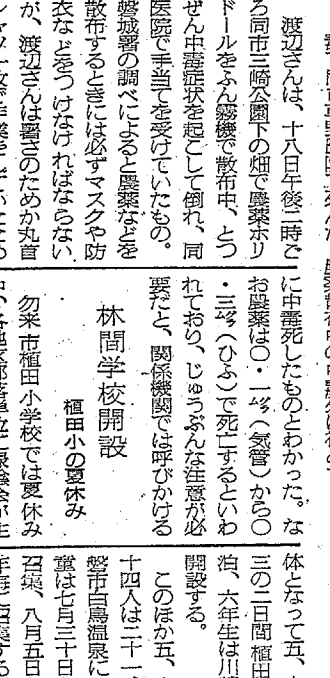 渡辺さんは、十八日午後二時ご
ろ同市三崎公園下の畑で農薬ホリ
ドールをふん霧機で散布中、とつ
ぜん中毒症状を起こして倒れ、同
医院で手当てを受けていたもの。
磐城署の調べによると農薬などを
散布するときには必ずマスクや防
衣などをつけなければならない
が、渡辺さんは暑さのためか丸首
に中毒死したものとわかった。な
お農薬は〇・一㍉㌘(気管)から〇
・三㍉㌘(ひふ)で死亡するといわ
れており、じゅうぶんな注意が必
要だと、関係機関では呼びかける
林間学校開設
植田小の夏休み
勿来市植田小学校では夏休み
体となって五、
三の二日間植田
泊、六年生は川
開設する。
このほか五、
十四人は二十一
磐市白鳥温泉に
童は七月三十日
召集、八月五日